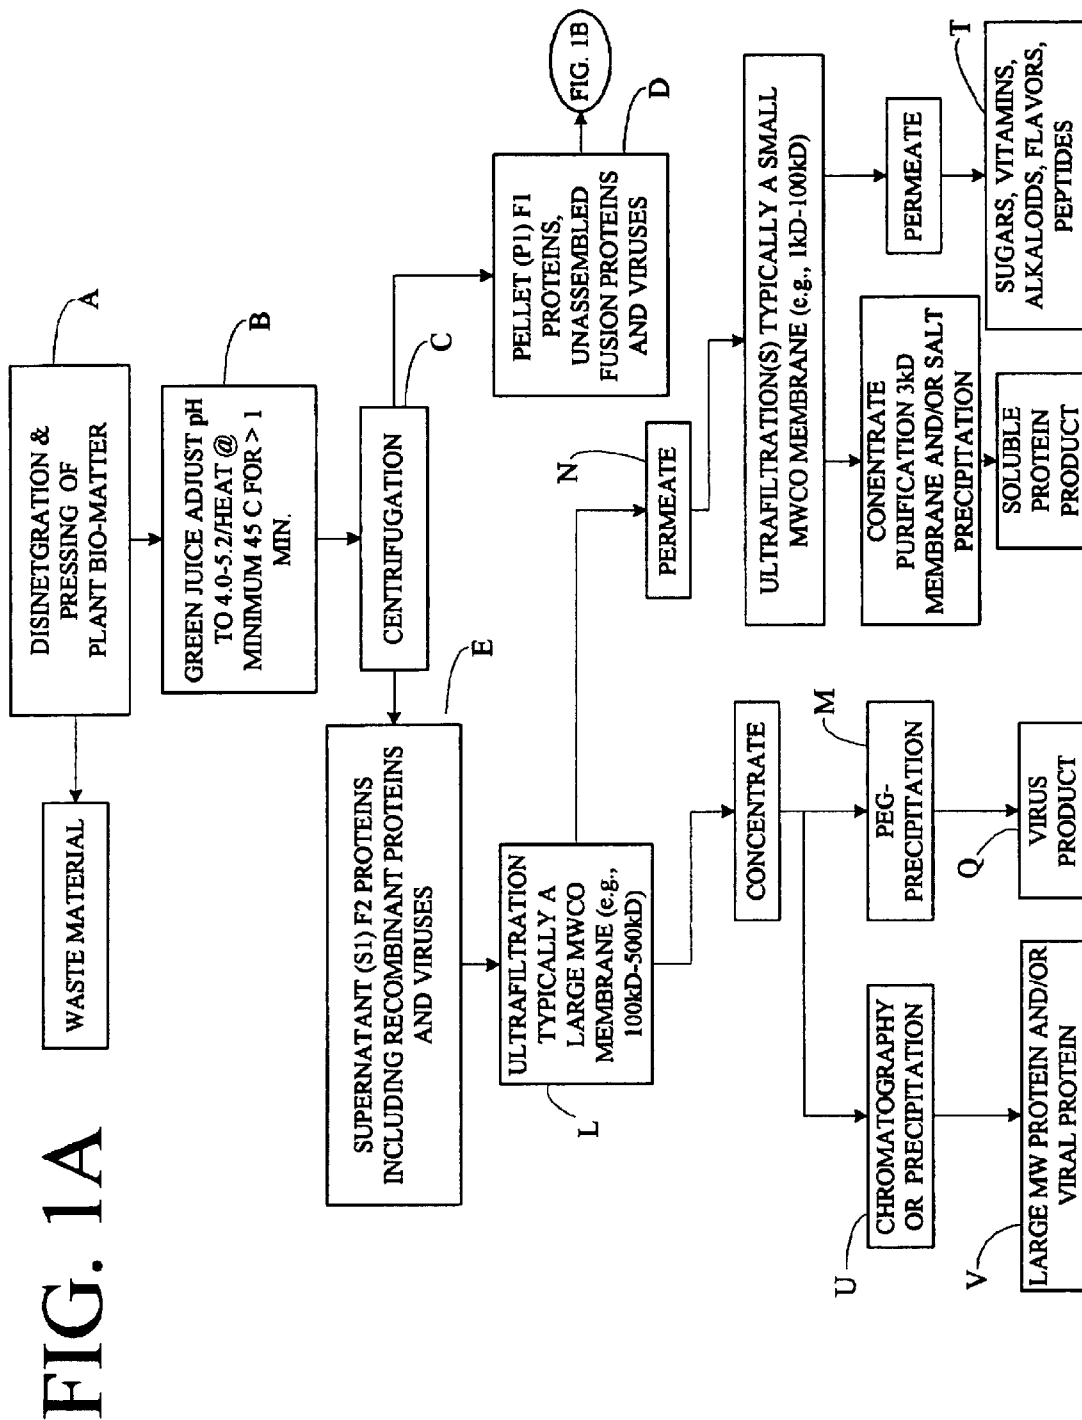 FIG. 1A
DISINETGRATION &
PRESSING OF
PLANT BIO-MATTER
A
WASTE MATERIAL
GREEN JUICE ADJUST pH
TO 4.0-5.2/HEAT @
MINIMUM 45 C FOR > 1
MIN.
B
CENTRIFUGATION
C
SUPERNATANT (S1) F2 PROTEINS
INCLUDING RECOMBINANT PROTEINS
AND VIRUSES
E
PELLET (P1) F1
PROTEINS,
UNASSEMBLED
FUSION PROTEINS
AND VIRUSES
D
FIG. 1B
ULTRAFILTRATION
TYPICALLY A
LARGE MWCO
MEMBRANE (e.g.,
100kD-500kD)
L
PERMEATE
N
CONCENTRATE
ULTRAFILTRATION(S) TYPICALLY A SMALL
MWCO MEMBRANE (e.g., 1kD-100kD)
CHROMATOGRAPHY
OR PRECIPITATION
U
PEG-
PRECIPITATION
M
CONENTRATE
PURIFICATION 3kD
MEMBRANE AND/OR SALT
PRECIPITATION
PERMEATE
LARGE MW PROTEIN AND/OR
VIRAL PROTEIN
V
VIRUS
PRODUCT
Q
SOLUBLE
PROTEIN
PRODUCT
SUGARS, VITAMINS,
ALKALOIDS, FLAVORS,
PEPTIDES
T